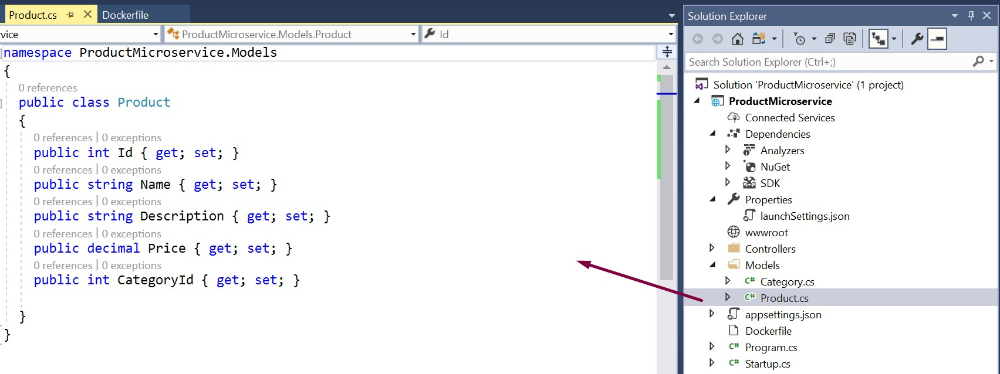 Product.cs
Dockerfile
vice
ProductMicroservice.Models.Product
Id
namespace ProductMicroservice.Models
{
0 references
public class Product
{
0 references | 0 exceptions
public int Id { get; set; }
0 references | 0 exceptions
public string Name { get; set; }
0 references | 0 exceptions
public string Description { get; set; }
0 references | 0 exceptions
public decimal Price { get; set; }
0 references | 0 exceptions
public int CategoryId { get; set; }
}
}
Solution Explorer
Search Solution Explorer (Ctrl+;)
Solution 'ProductMicroservice' (1 project)
ProductMicroservice
Connected Services
Dependencies
Analyzers
NuGet
SDK
Properties
launchSettings.json
wwwroot
Controllers
Models
C# Category.cs
C# Product.cs
appsettings.json
Dockerfile
C# Program.cs
C# Startup.cs